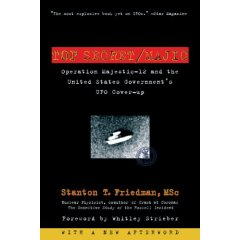 "The most explosive book yet on UFOs." —Star Magazine
TOP SECRET/MAJIC
Operation Majestic-12 and the
United States Government's
UFO Cover-up
Stanton T. Friedman, MSc
Nuclear Physicist, coauthor of Crash at Corona:
The Definitive Study of the Roswell Incident
Foreword by Whitley Strieber
WITH A NEW AFTERWORD